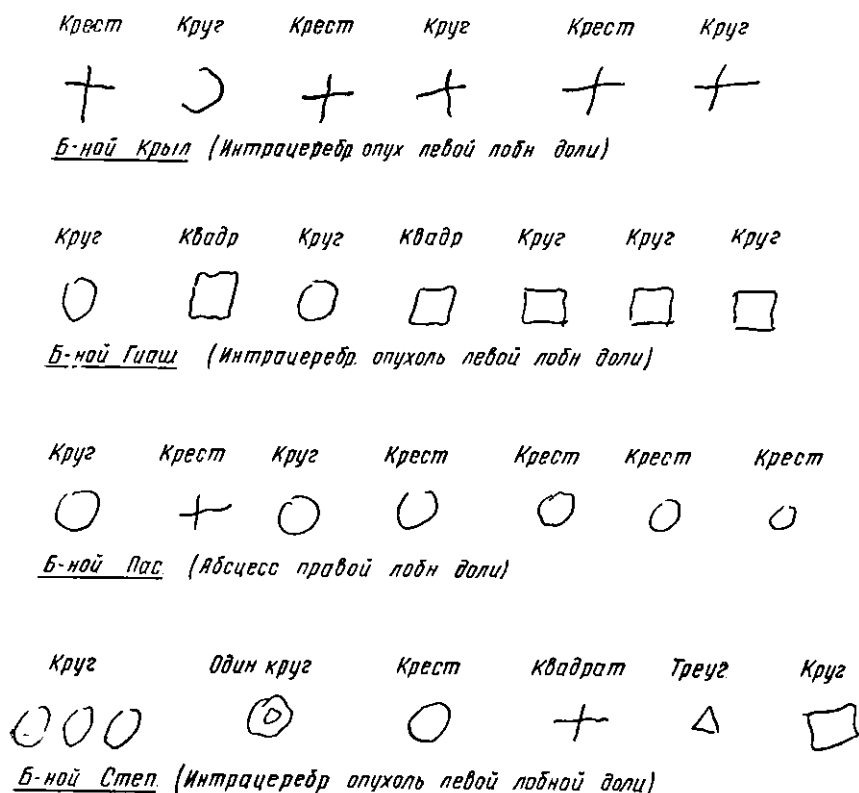 Крест Круг Крест Круг Крест Круг
Б-ной Крыл (Интрацеребр опух левой лобн доли)
Круг Квадр Круг Квадр Круг Круг Круг
Б-ной Гиаш (Интрацеребр. опухоль левой лобн доли)
Круг Крест Круг Крест Крест Крест Крест
Б-ной Пас. (Абсцесс правой лобн доли)
Круг Один круг Крест Квадрат Треуг. Круг
Б-ной Степ. (Интрацеребр опухоль левой лобной доли)